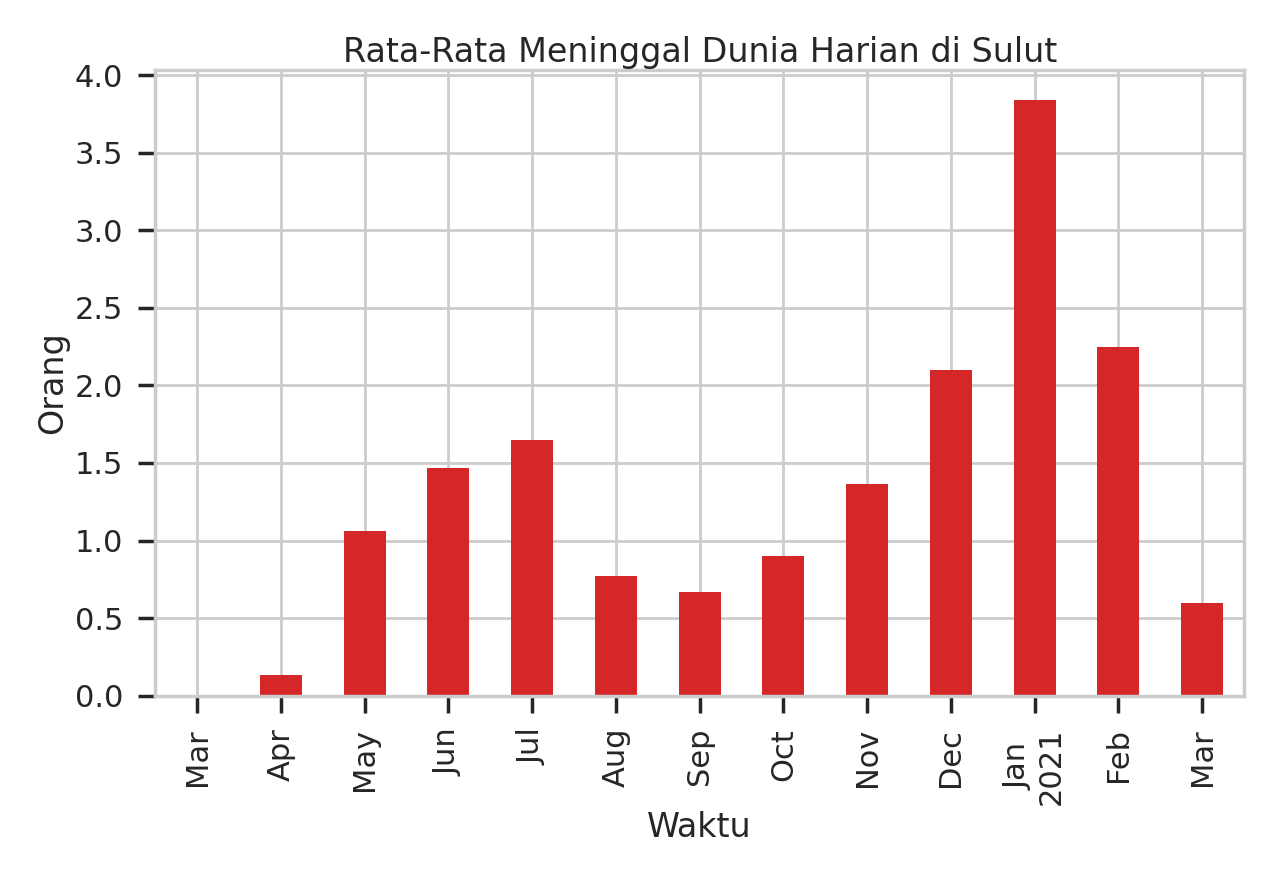 Rata-Rata Meninggal Dunia Harian di Sulut
4.0
3.5
3.0
2.5
2.0
1.5
1.0
0.5
0.0
Orang
Mar
Apr
May
Jun
Jul
Aug
Sep
Oct
Nov
Dec
Jan
2021
Feb
Mar
Waktu